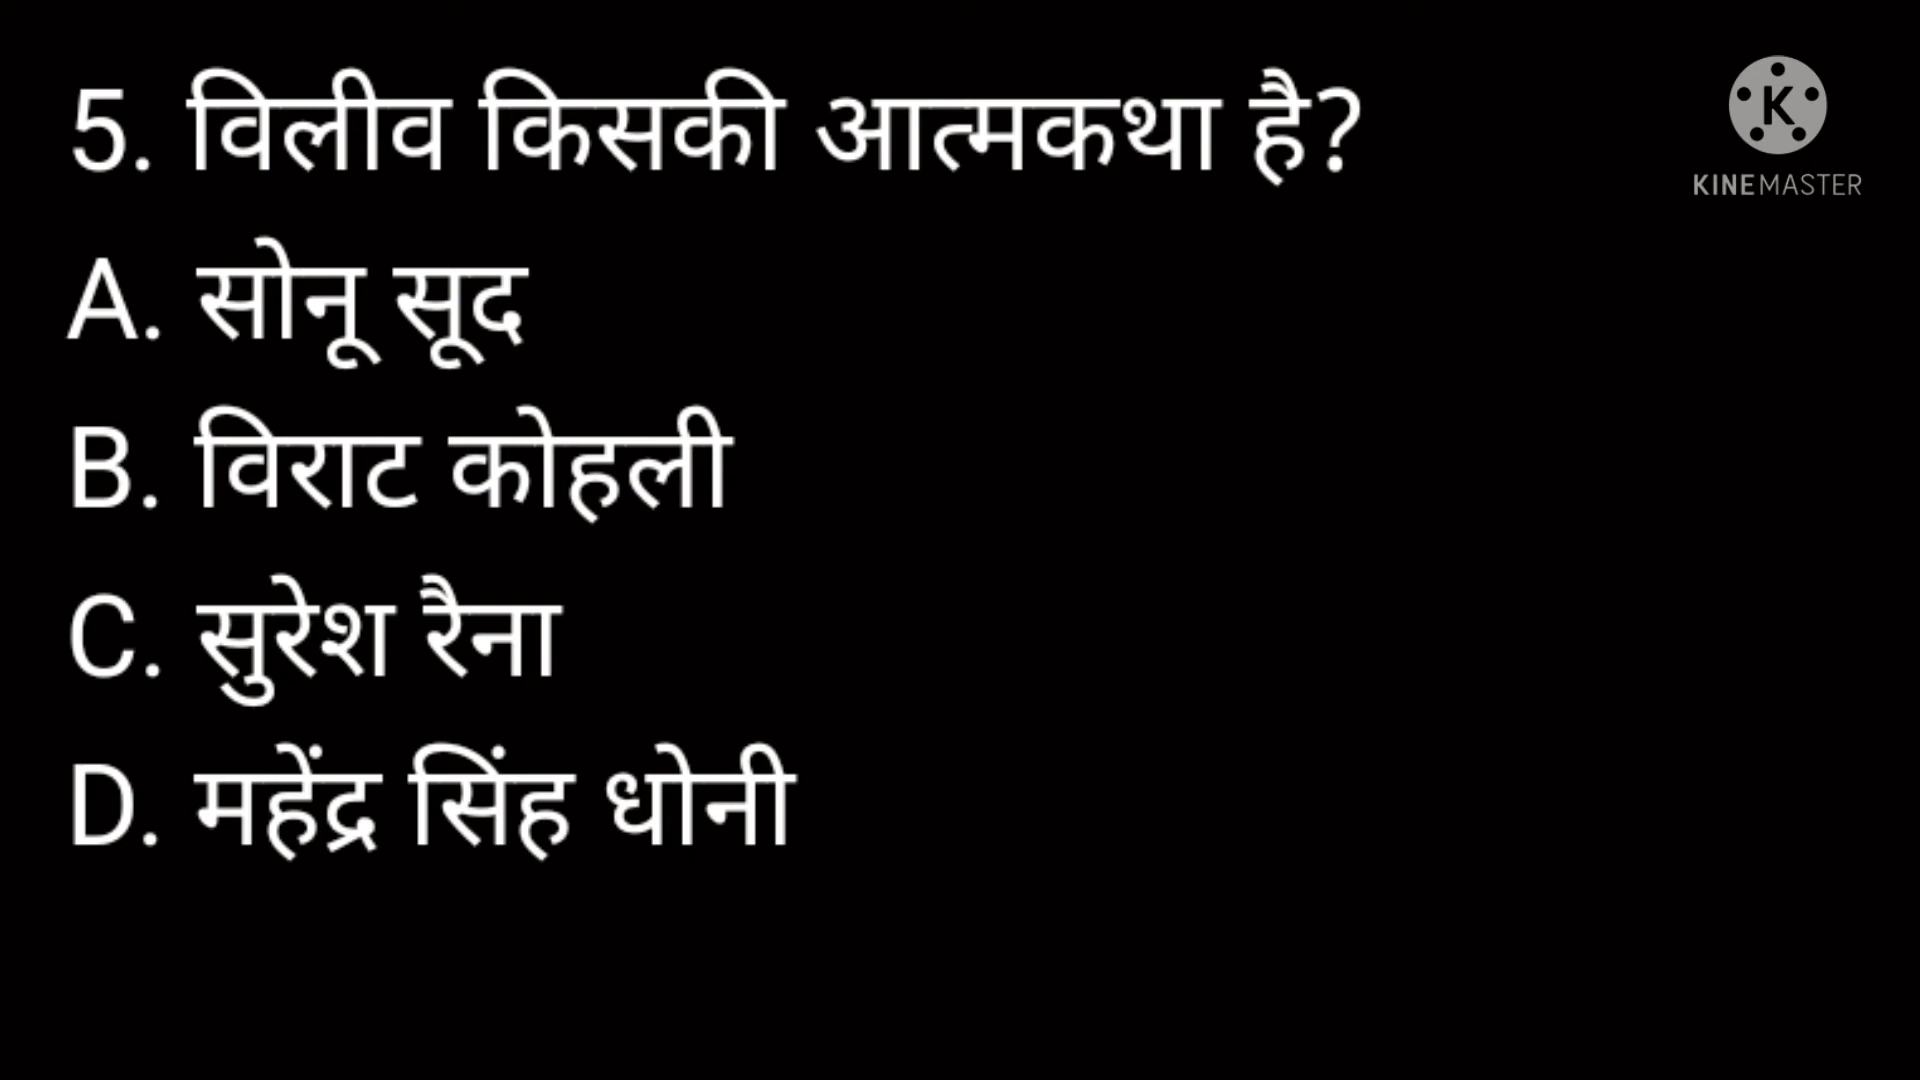 5. विलीव किसकी आत्मकथा है?
K
KINEMASTER
A. सोनू सूद
B. विराट कोहली
C. सुरेश रैना
D. महेंद्र सिंह धोनी